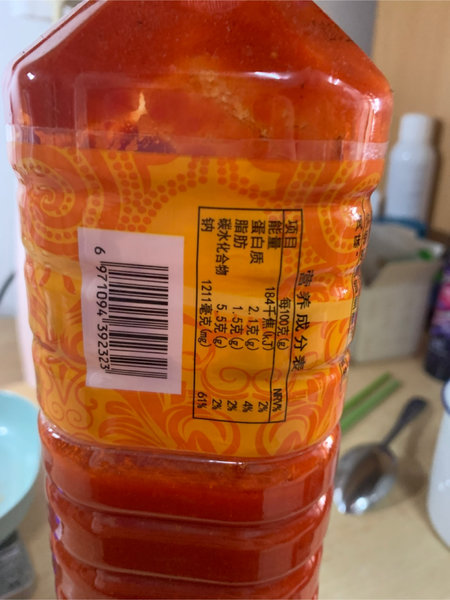 营养成分表
项目 每100克(g) NRV%
能量 184千焦(kJ) 2%
蛋白质 2.1克(g) 4%
脂肪 1.5克(g) 2%
碳水化合物 5.5克(g) 2%
钠 1211毫克(mg) 61%
6 971094 392323